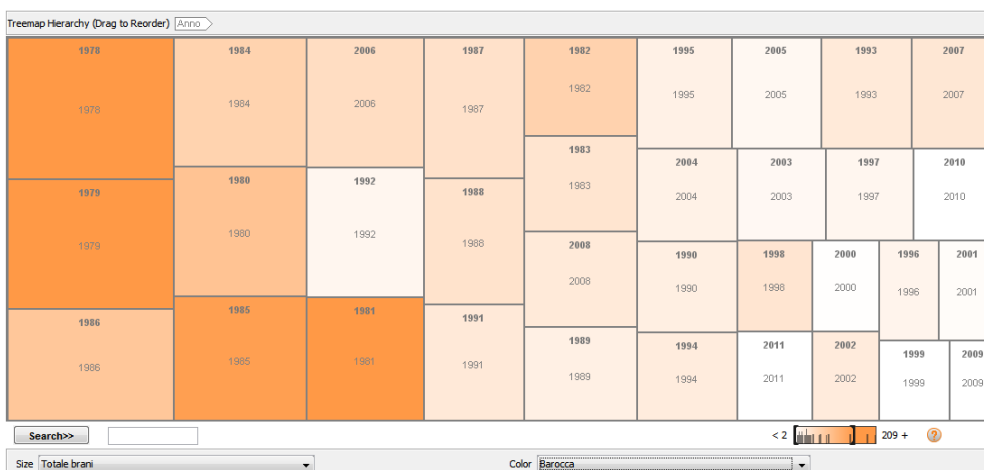 Treemap Hierarchy (Drag to Reorder) Anno
1978 1984 2006 1987 1982 1995 2005 1993 2007
1978 1984 2006 1987 1982 1995 2005 1993 2007
1983
1983
2004 2003 1997 2010
2004 2003 1997 2010
1979 1980 1992 1988
1979 1980 1992 1988
2008
2008
1990 1998 2000 1996 2001
1990 1998 2000 1996 2001
1986 1985 1981 1991
1986 1985 1981 1991
1989 1994 2011 2002 1999 2009
1989 1994 2011 2002 1999 2009
Search>> < 2 209 + ?
Size Totale brani Color Barocca